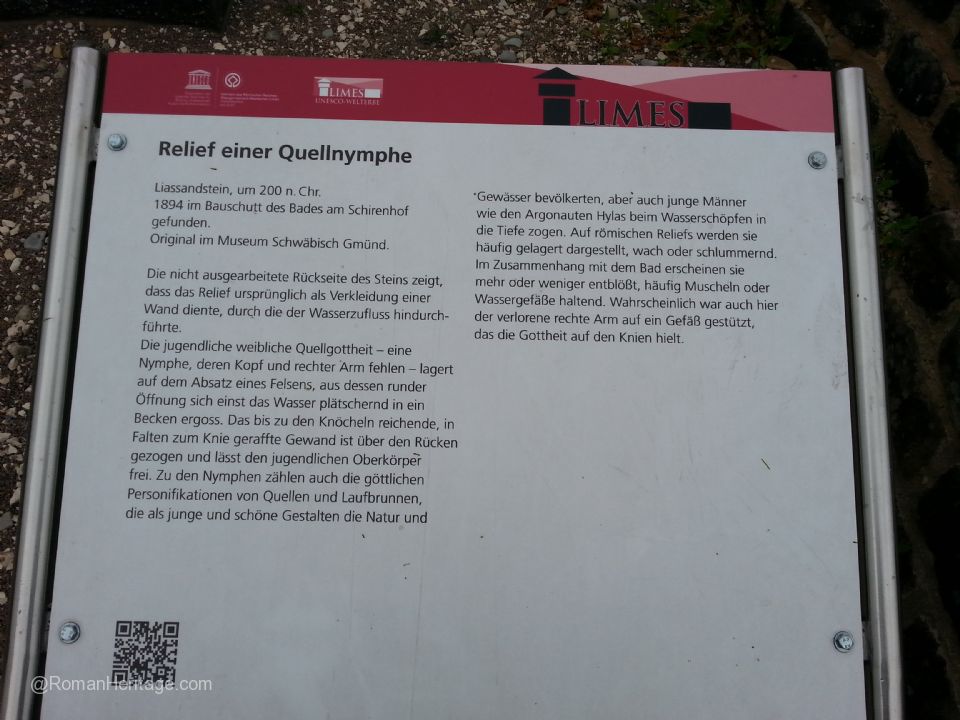 LIMES
UNESCO-WELTERBE
LIMES
Relief einer Quellnymphe
Liassandstein, um 200 n. Chr.
1894 im Bauschutt des Bades am Schirenhof
gefunden.
Original im Museum Schwäbisch Gmünd.
Die nicht ausgearbeitete Rückseite des Steins zeigt,
dass das Relief ursprünglich als Verkleidung einer
Wand diente, durch die der Wasserzufluss hindurch-
führte.
Die jugendliche weibliche Quellgottheit – eine
Nymphe, deren Kopf und rechter Arm fehlen – lagert
auf dem Absatz eines Felsens, aus dessen runder
Öffnung sich einst das Wasser plätschernd in ein
Becken ergoss. Das bis zu den Knöcheln reichende, in
Falten zum Knie geraffte Gewand ist über den Rücken
gezogen und lässt den jugendlichen Oberkörper
frei. Zu den Nymphen zählen auch die göttlichen
Personifikationen von Quellen und Laufbrunnen,
die als junge und schöne Gestalten die Natur und
Gewässer bevölkerten, aber auch junge Männer
wie den Argonauten Hylas beim Wasserschöpfen in
die Tiefe zogen. Auf römischen Reliefs werden sie
häufig gelagert dargestellt, wach oder schlummernd.
Im Zusammenhang mit dem Bad erscheinen sie
mehr oder weniger entblößt, häufig Muscheln oder
Wassergefäße haltend. Wahrscheinlich war auch hier
der verlorene rechte Arm auf ein Gefäß gestützt,
das die Gottheit auf den Knien hielt.
@RomanHeritage.com